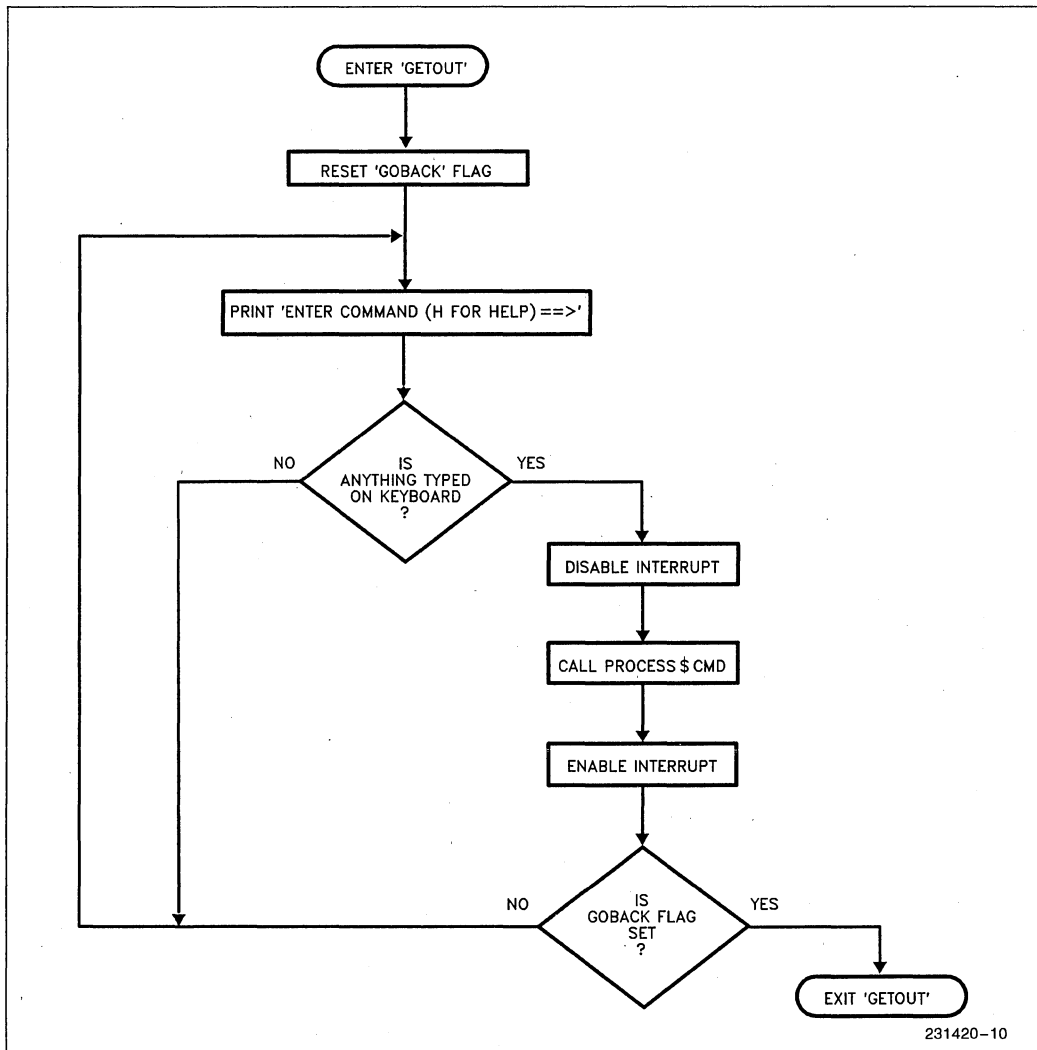 ENTER 'GETOUT'
RESET 'GOBACK' FLAG
PRINT 'ENTER COMMAND (H FOR HELP) ==>'
NO
IS
ANYTHING TYPED
ON KEYBOARD
?
YES
DISABLE INTERRUPT
CALL PROCESS $ CMD
ENABLE INTERRUPT
NO
IS
GOBACK FLAG
SET
?
YES
EXIT 'GETOUT'
231420-10